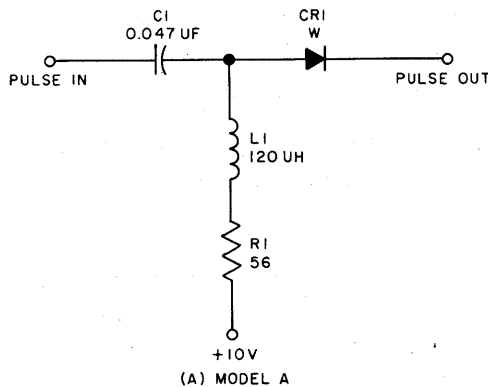 C1
0.047 UF
CR1
W
PULSE IN
PULSE OUT
L1
120 UH
R1
56
+10V
(A) MODEL A